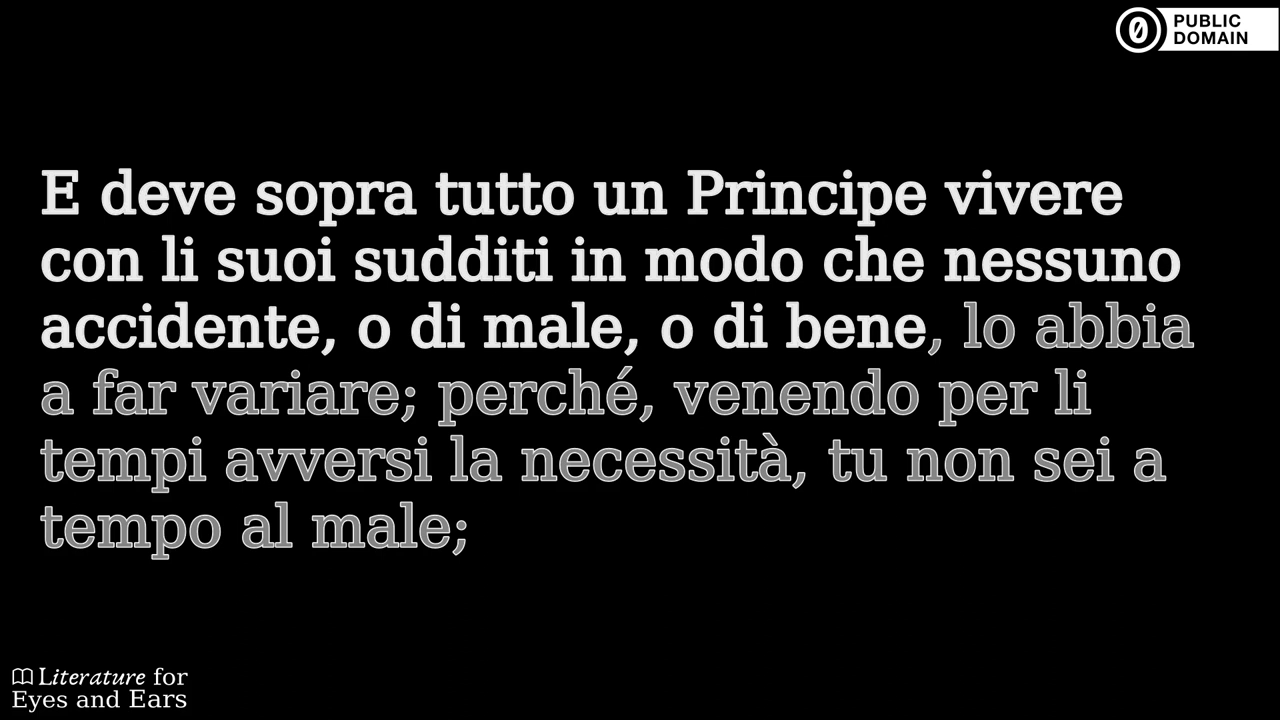 PUBLIC
DOMAIN
E deve sopra tutto un Principe vivere
con li suoi sudditi in modo che nessuno
accidente, o di male, o di bene, lo abbia
a far variare; perché, venendo per li
tempi avversi la necessità, tu non sei a
tempo al male;
Literature for
Eyes and Ears